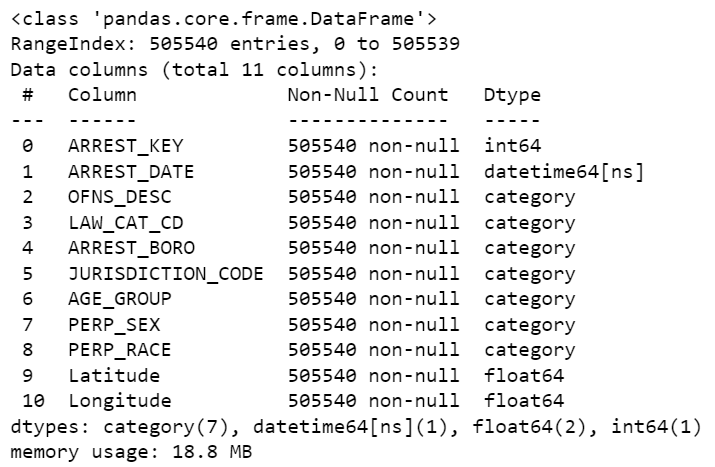 <class 'pandas.core.frame.DataFrame'>
RangeIndex: 505540 entries, 0 to 505539
Data columns (total 11 columns):
 #   Column             Non-Null Count   Dtype
---  ------             --------------   -----
 0   ARREST_KEY         505540 non-null  int64
 1   ARREST_DATE        505540 non-null  datetime64[ns]
 2   OFNS_DESC          505540 non-null  category
 3   LAW_CAT_CD         505540 non-null  category
 4   ARREST_BORO        505540 non-null  category
 5   JURISDICTION_CODE  505540 non-null  category
 6   AGE_GROUP          505540 non-null  category
 7   PERP_SEX           505540 non-null  category
 8   PERP_RACE          505540 non-null  category
 9   Latitude           505540 non-null  float64
 10  Longitude          505540 non-null  float64
dtypes: category(7), datetime64[ns](1), float64(2), int64(1)
memory usage: 18.8 MB